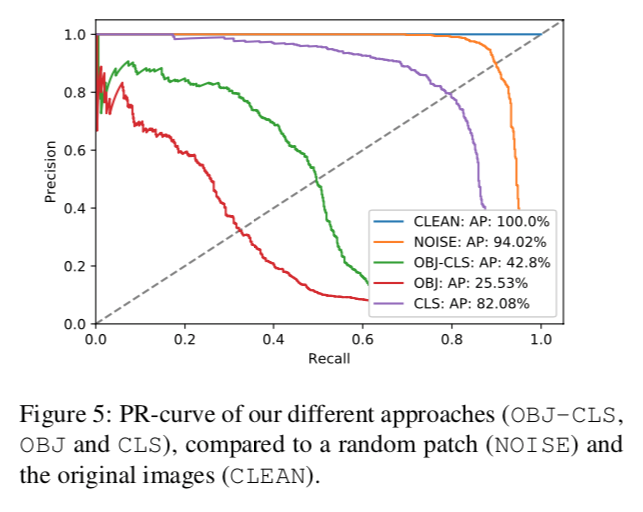 1.0
0.8
0.6
0.4
0.2
0.0
Precision
0.0 0.2 0.4 0.6 0.8 1.0
Recall
CLEAN: AP: 100.0%
NOISE: AP: 94.02%
OBJ-CLS: AP: 42.8%
OBJ: AP: 25.53%
CLS: AP: 82.08%
Figure 5: PR-curve of our different approaches (OBJ-CLS,
OBJ and CLS), compared to a random patch (NOISE) and
the original images (CLEAN).